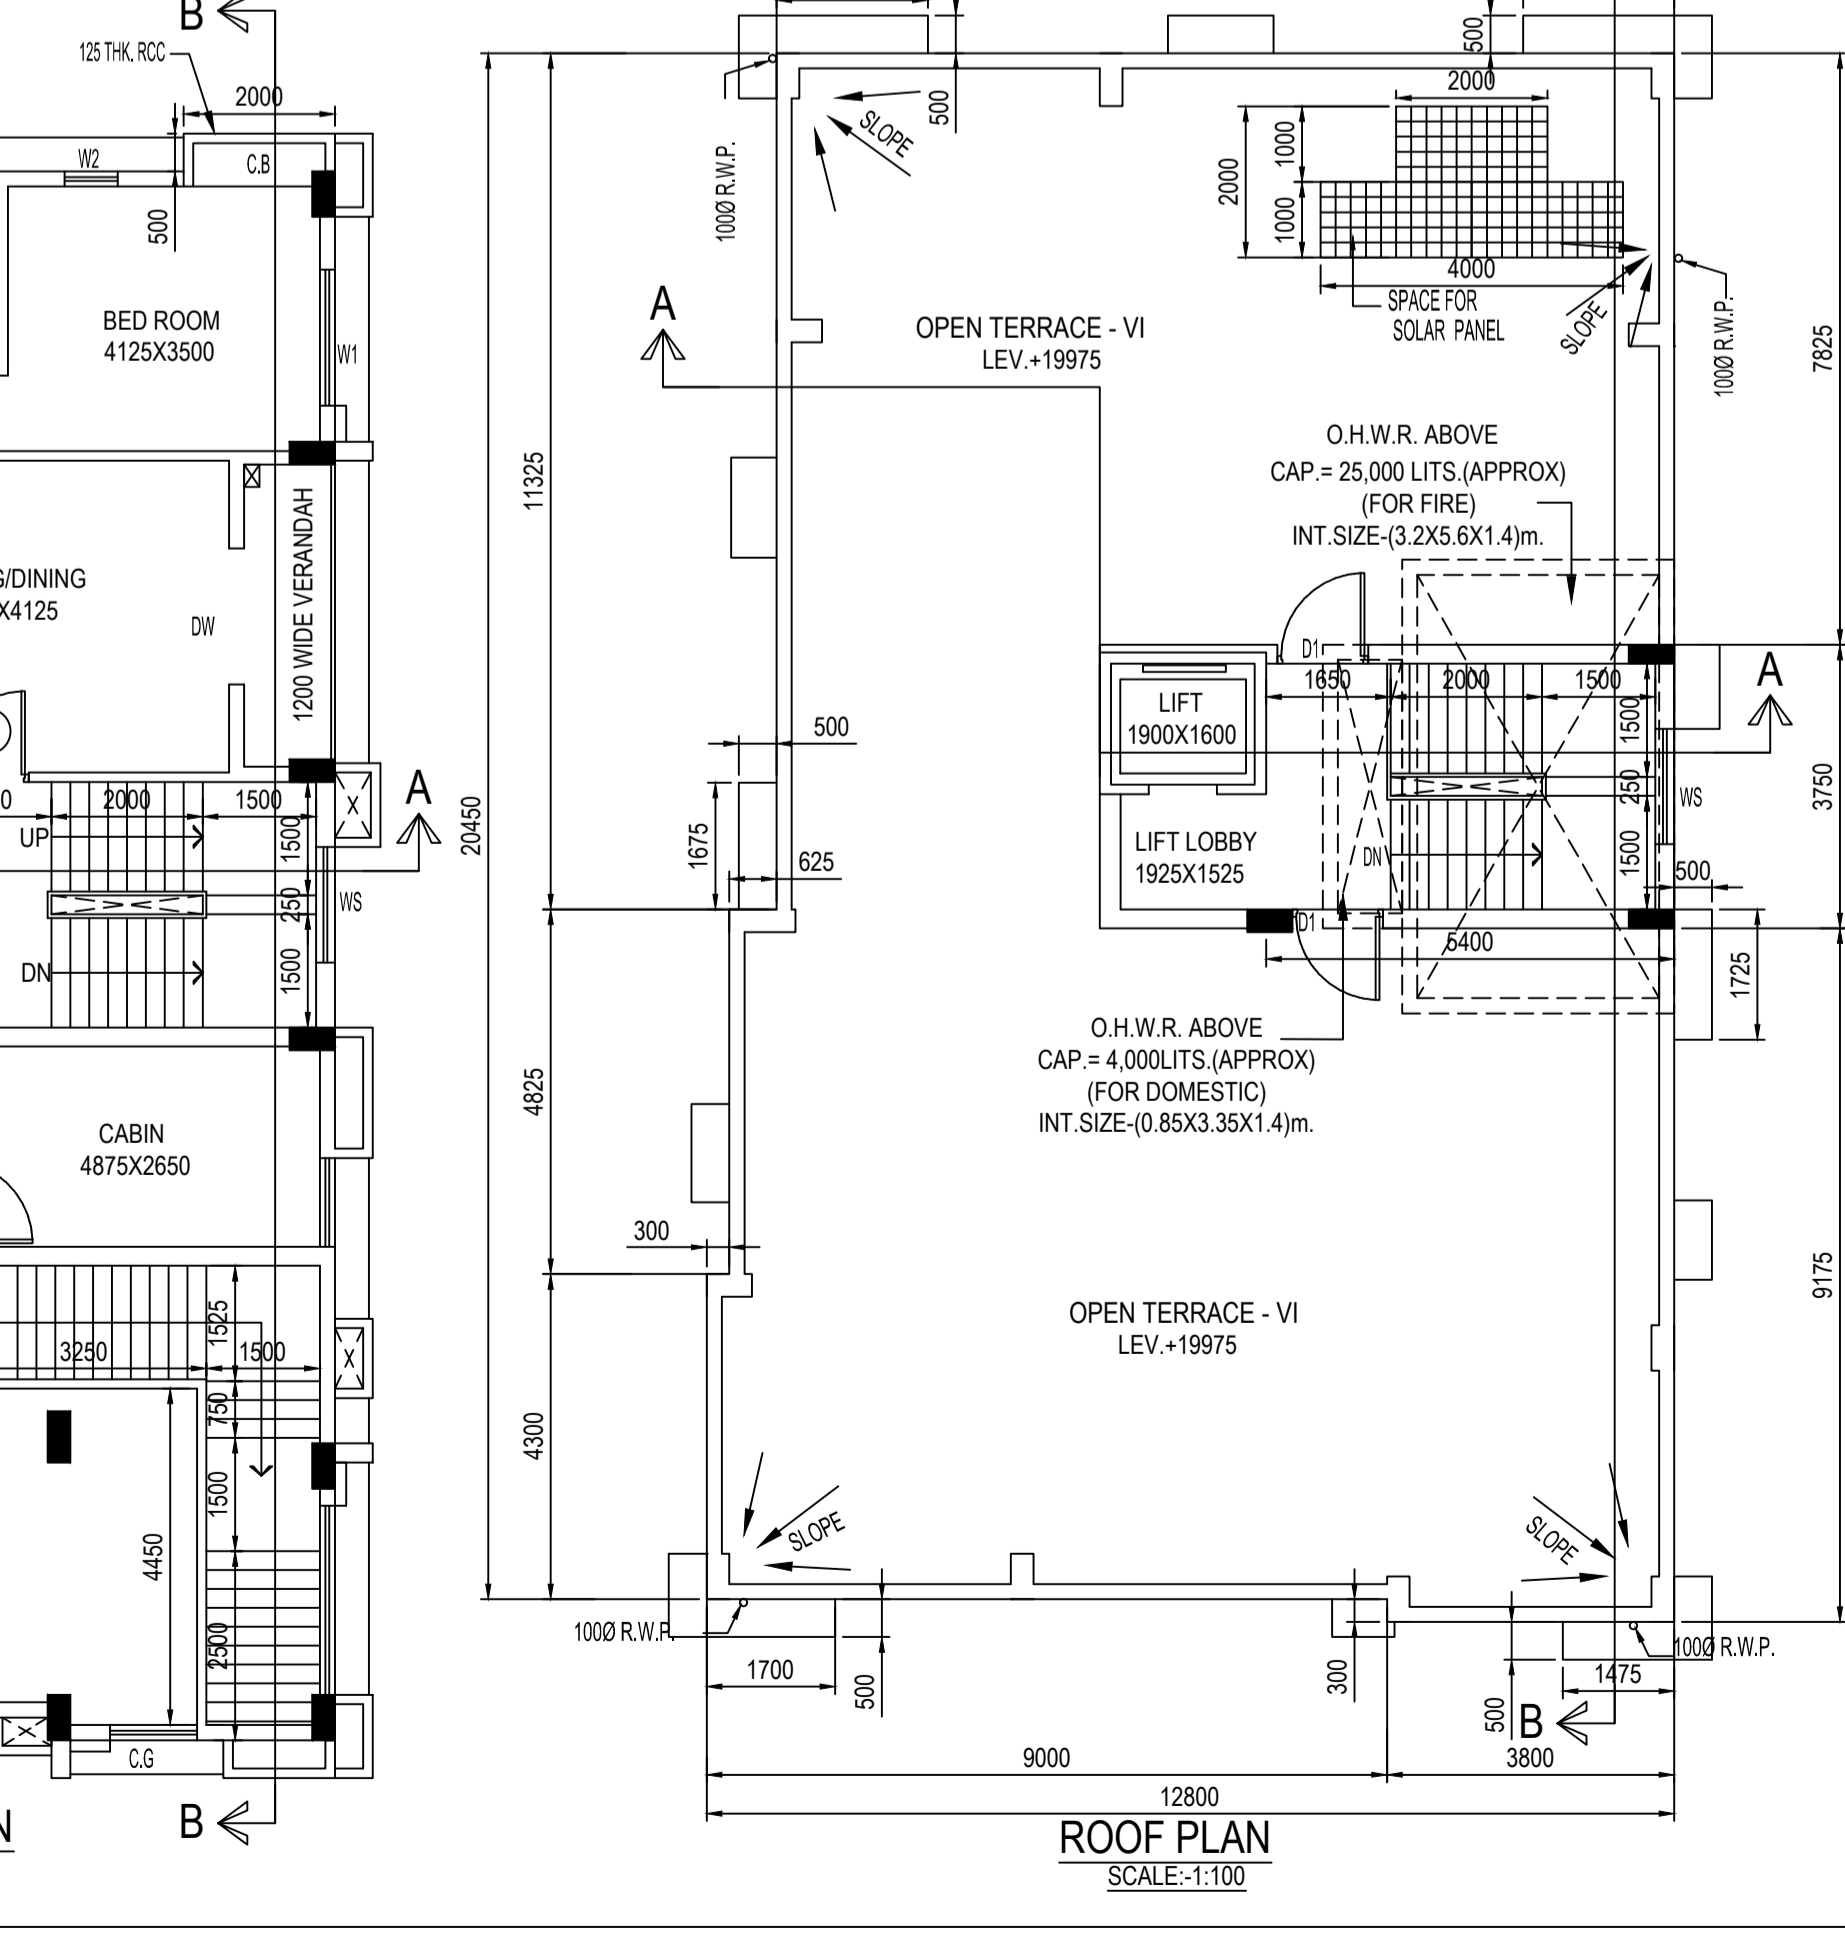 B
125 THK. RCC
2000
W2
C.B
500
BED ROOM
4125X3500
W1
G/DINING
X4125
DW
1200 WIDE VERANDAH
0
2000
1500
UP
1500
250
WS
1500
DN
A
CABIN
4875X2650
1525
3250
1500
750
1500
4450
2500
C.G
B
N
500
500
2000
SLOPE
100Ø R.W.P.
1000
2000
1000
4000
SPACE FOR
SOLAR PANEL
SLOPE
100Ø R.W.P.
7825
A
OPEN TERRACE - VI
LEV.+19975
11325
O.H.W.R. ABOVE
CAP.= 25,000 LITS.(APPROX)
(FOR FIRE)
INT.SIZE-(3.2X5.6X1.4)m.
D1
1650
2000
1500
A
LIFT
1900X1600
1500
500
20450
250
WS
3750
1675
LIFT LOBBY
1925X1525
DN
1500
625
500
D1
5400
1725
O.H.W.R. ABOVE
CAP.= 4,000LITS.(APPROX)
(FOR DOMESTIC)
INT.SIZE-(0.85X3.35X1.4)m.
4825
300
9175
OPEN TERRACE - VI
LEV.+19975
4300
SLOPE
SLOPE
100Ø R.W.P.
100Ø R.W.P.
1700
500
300
1475
500
B
9000
3800
12800
ROOF PLAN
SCALE:-1:100